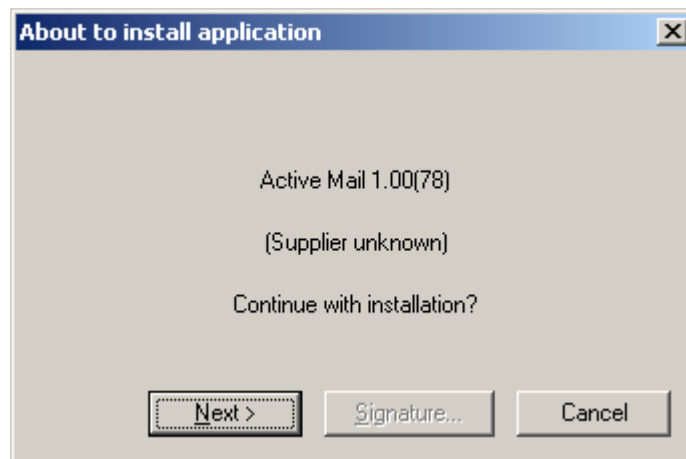 About to install application
Active Mail 1.00(78)
(Supplier unknown)
Continue with installation?
Next >
Signature...
Cancel